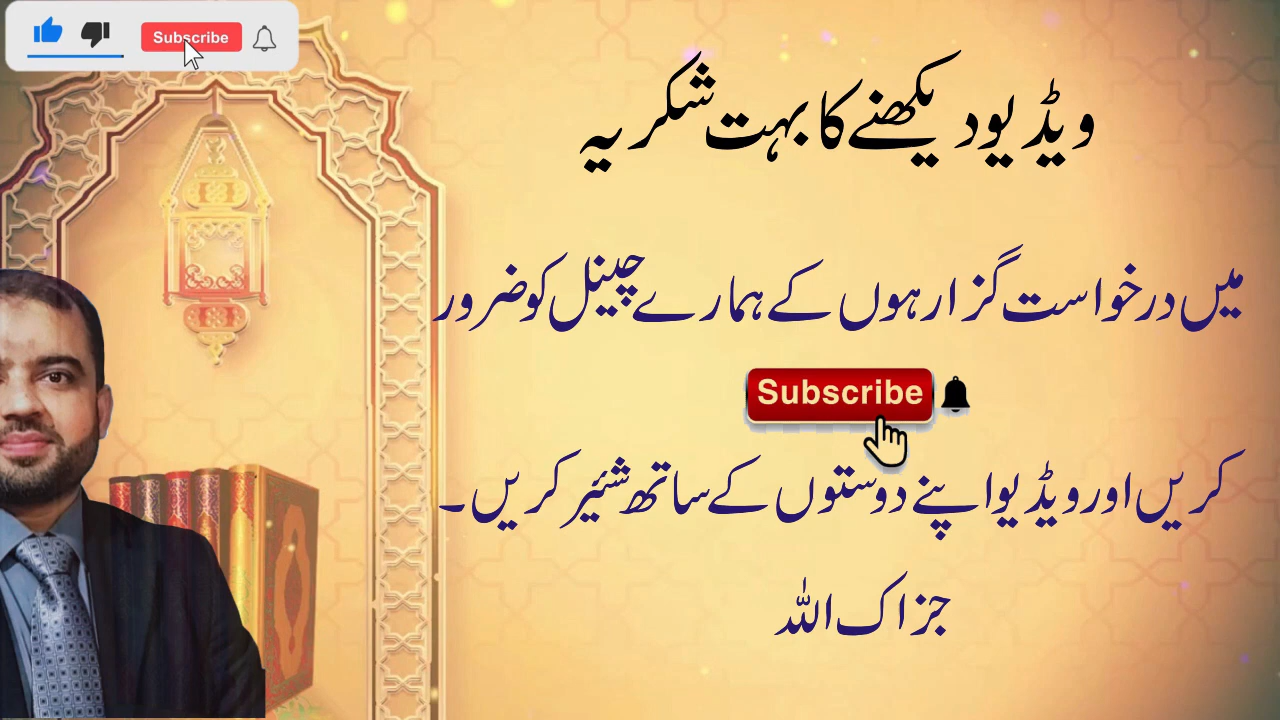 Subscribe
ویڈیو دیکھنے کا بہت شکریہ
میں درخواست گزار ہوں کے ہمارے چینل کو ضرور
Subscribe
کریں اور ویڈیو اپنے دوستوں کے ساتھ شئیر کریں۔
جزاک اللہ